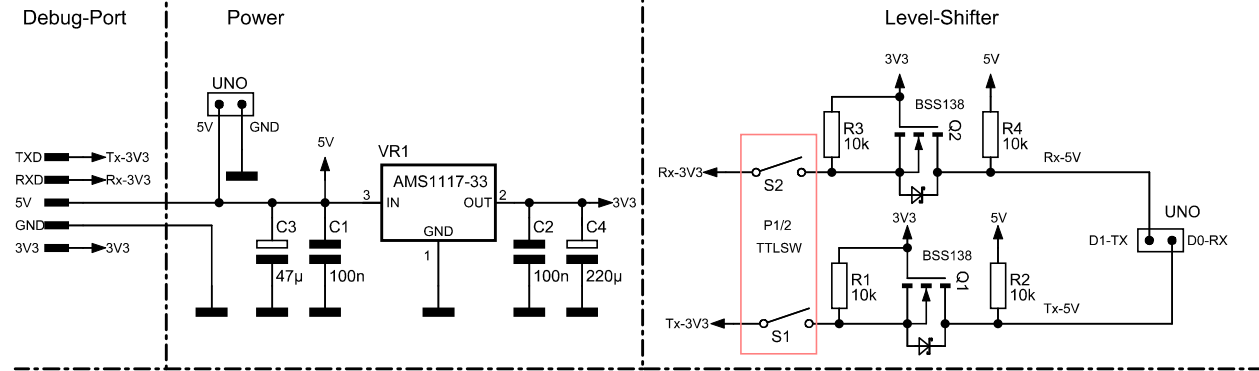 Debug-Port
Power
Level-Shifter
TXD Tx-3V3
RXD Rx-3V3
5V
GND
3V3 3V3
UNO
5V GND
5V
VR1
AMS1117-33
3 IN OUT 2
GND
1
3V3
C3
47µ
C1
100n
C2
100n
C4
220µ
3V3
5V
BSS138
Q2
R3
10k
R4
10k
Rx-3V3
S2
Rx-5V
P1/2
TTLSW
3V3
5V
BSS138
Q1
R1
10k
R2
10k
Tx-3V3
S1
Tx-5V
UNO
D1-TX D0-RX